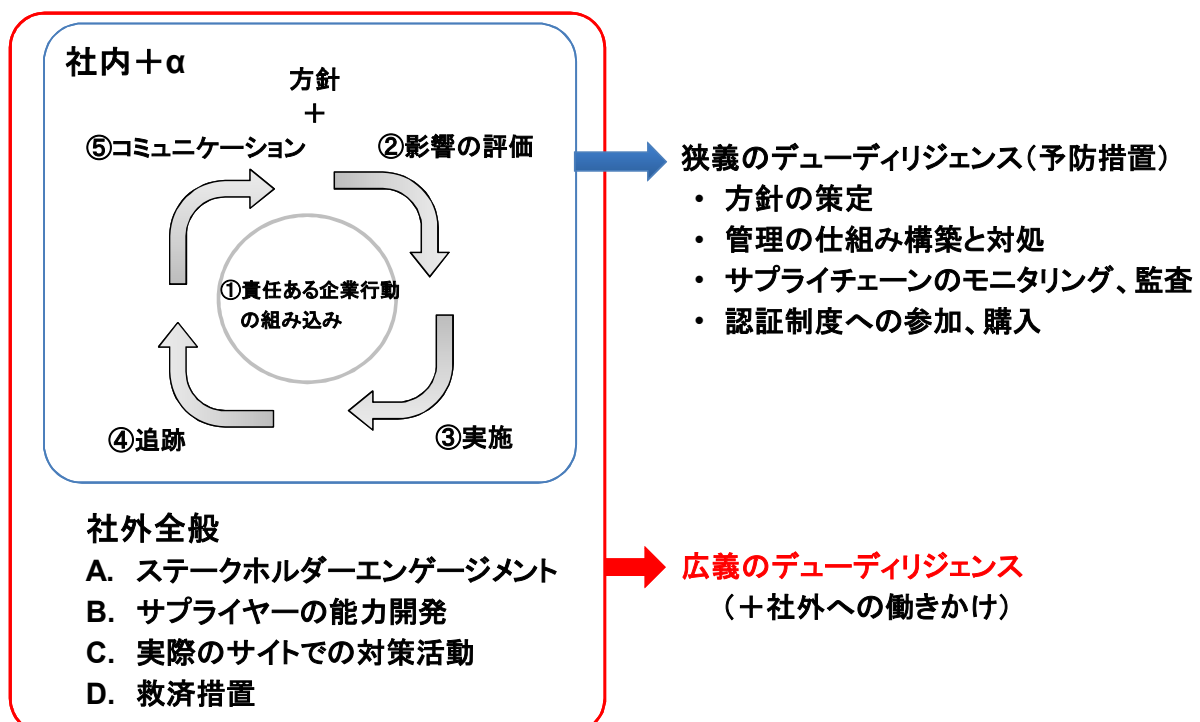 社内＋α
方針
＋
⑤コミュニケーション
②影響の評価
①責任ある企業行動
の組み込み
④追跡
③実施
狭義のデューディリジェンス（予防措置）
・ 方針の策定
・ 管理の仕組み構築と対処
・ サプライチェーンのモニタリング、監査
・ 認証制度への参加、購入
社外全般
A. ステークホルダーエンゲージメント
B. サプライヤーの能力開発
C. 実際のサイトでの対策活動
D. 救済措置
広義のデューディリジェンス
（＋社外への働きかけ）